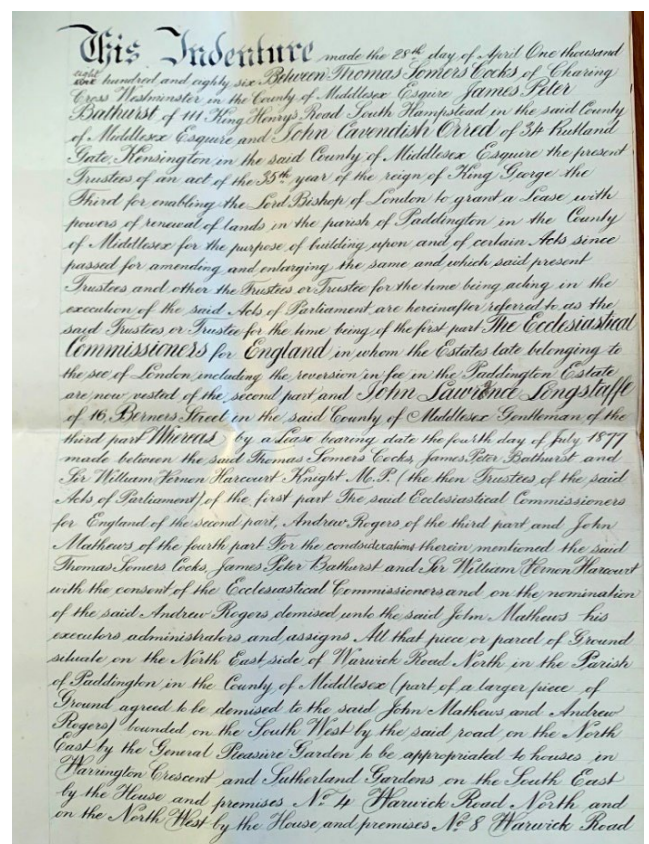 This Indenture made the 28th day of April One thousand
eight hundred and eighty six Between Thomas Somers Cocks of Charing
Cross Westminster in the County of Middlesex Esquire James Peter
Bathurst of 111 King Henrys Road South Hampstead in the said County
of Middlesex Esquire and John Cavendish Orred of 34 Rutland
Gate, Kensington in the said County of Middlesex Esquire the present
Trustees of an act of the 35th year of the reign of King George the
Third for enabling the Lord Bishop of London to grant a Lease with
powers of renewal of lands in the parish of Paddington in the County
of Middlesex for the purpose of building upon and of certain Acts since
passed for amending and enlarging the same and which said present
Trustees and other the Trustees or Trustee for the time being acting in the
execution of the said Acts of Parliament are hereinafter referred to as the
said Trustees or Trustee for the time being of the first part The Ecclesiastical
Commissioners for England in whom the Estates late belonging to
the see of London including the reversion in fee in the Paddington Estate
are now vested of the second part and John Lawrence Longstaffe
of 16, Berners Street in the said County of Middlesex Gentleman of the
third part Whereas by a Lease bearing date the fourth day of July 1877
made between the said Thomas Somers Cocks, James Peter Bathurst and
Sir William Vernon Harcourt Knight M.P. (the then Trustees of the said
Acts of Parliament) of the first part The said Ecclesiastical Commissioners
for England of the second part, Andrew Rogers of the third part and John
Mathews of the fourth part For the considerations therein mentioned the said
Thomas Somers Cocks, James Peter Bathurst and Sir William Vernon Harcourt
with the consent of the Ecclesiastical Commissioners and on the nomination
of the said Andrew Rogers, demised unto the said John Mathews his
executors, administrators, and assigns All that piece or parcel of Ground
situate on the North East side of Warwick Road North in the Parish
of Paddington in the County of Middlesex (part of a larger piece of
Ground agreed to be demised to the said John Mathews and Andrew
Rogers) bounded on the South West by the said road on the North
East by the General Pleasure Garden to be appropriated to houses in
Warrington Crescent and Sutherland Gardens on the South East
by the House and premises No. 4 Warwick Road North and
on the North West by the House and premises No. 8 Warwick Road